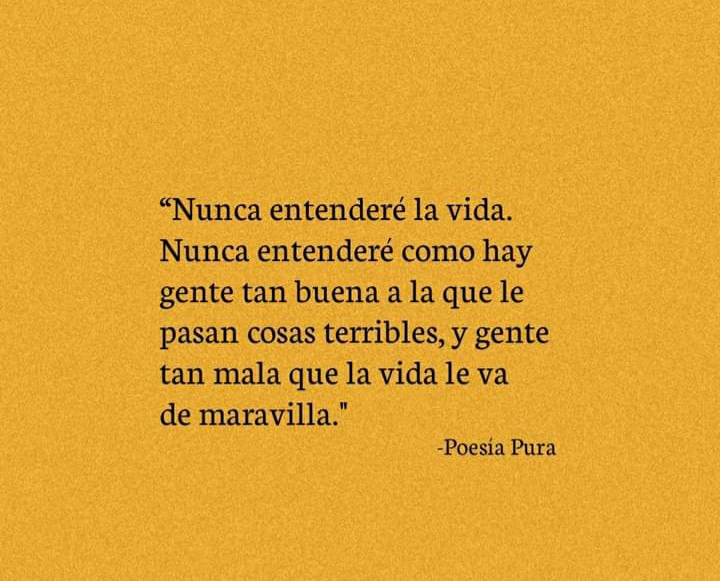 “Nunca entenderé la vida.
Nunca entenderé como hay
gente tan buena a la que le
pasan cosas terribles, y gente
tan mala que la vida le va
de maravilla."
-Poesía Pura